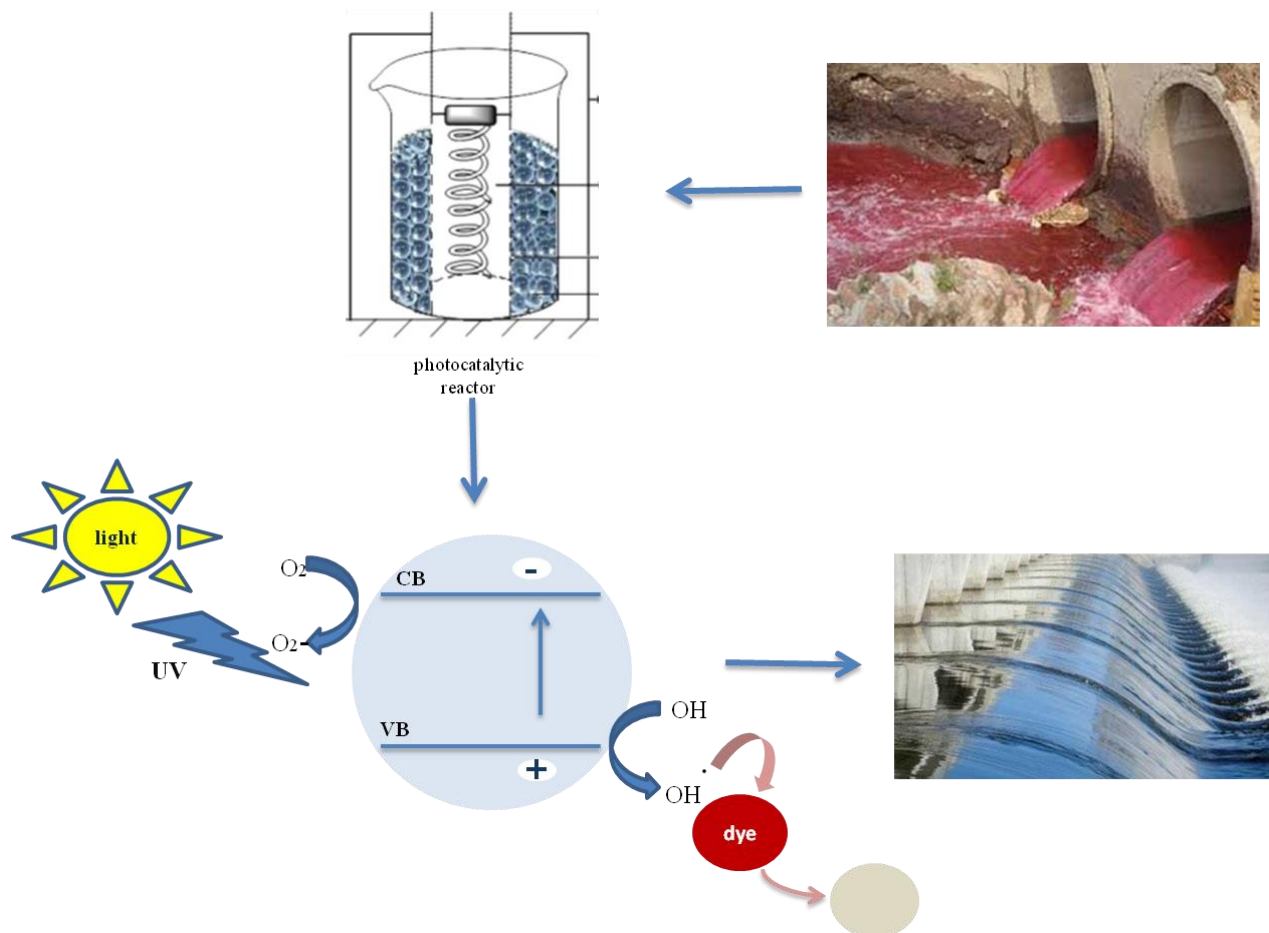 photocatalytic
reactor
light
UV
O2
O2-
CB
-
VB
+
OH
OH·
dye